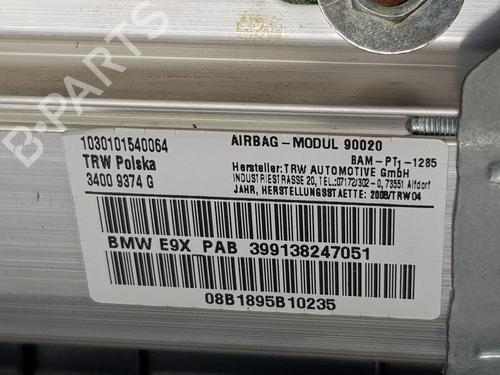 B-PARTS
1030101540064
TRW Polska
3400 9374 G
AIRBAG-MODUL 90020
BAM-PT1-1285
Hersteller: TRW AUTOMOTIVE GmbH
INDUSTRIESTRASSE 20, TEL.:07172/302-0, 73551 Alfdorf
JAHR, HERSTELLUNGSSTAETTE: 2008/TRW04
BMW E9X PAB 399138247051
08B1895B10235